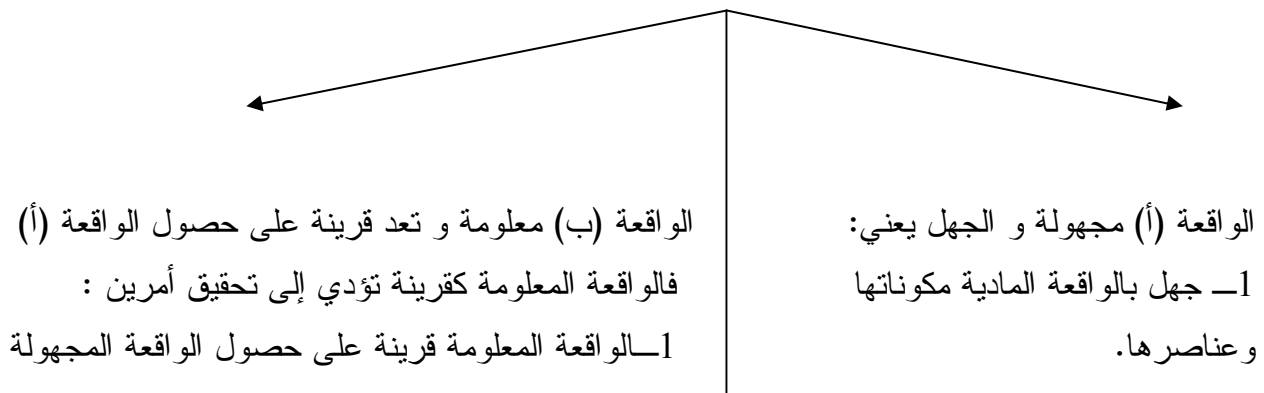 الواقعة (أ) مجهولة و الجهل يعني:
1ــ جهل بالواقعة المادية مكوناتها
وعناصرها.
الواقعة (ب) معلومة و تعد قرينة على حصول الواقعة (أ)
فالواقعة المعلومة كقرينة تؤدي إلى تحقيق أمرين :
1ــالواقعة المعلومة قرينة على حصول الواقعة المجهولة